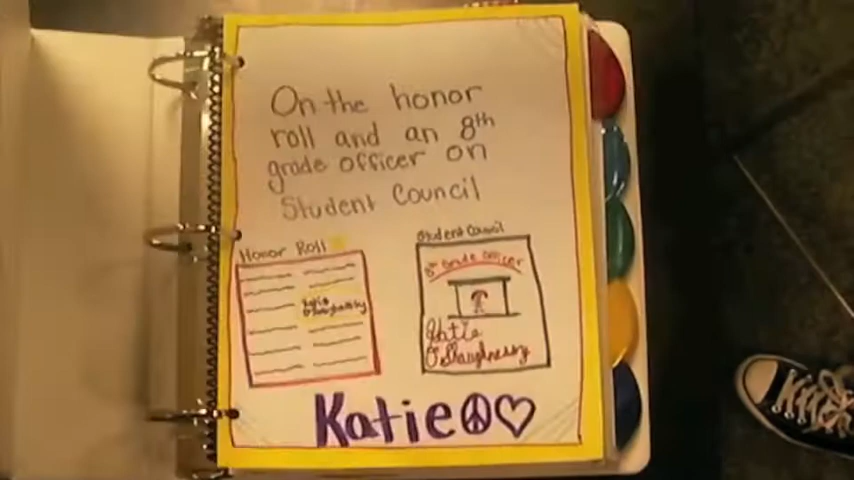 On the honor
roll and an 8th
grade officer on
Student Council
Honor Roll
Katie
O'Shaughnessy
Student Council
8th Grade Officer
Katie
O'Shaughnessy
Katie